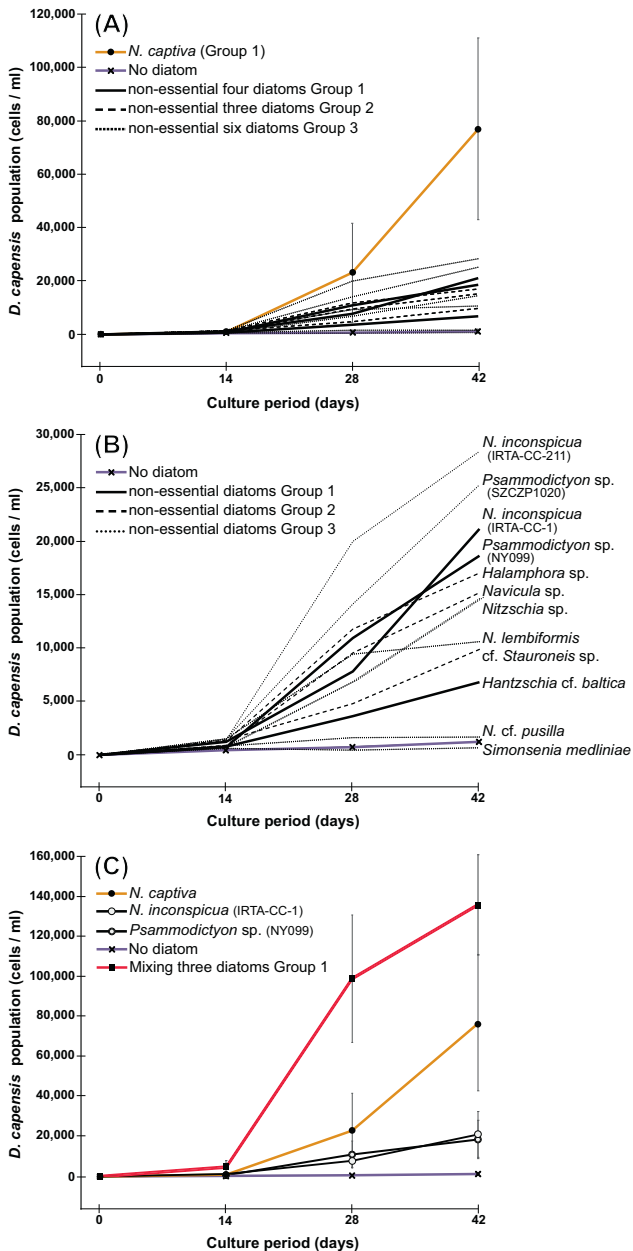 (A)
120,000
100,000
80,000
60,000
40,000
20,000
0
D. capensis population (cells / ml)
N. captiva (Group 1)
No diatom
non-essential four diatoms Group 1
non-essential three diatoms Group 2
non-essential six diatoms Group 3
0 14 28 42
Culture period (days)
(B)
30,000
25,000
20,000
15,000
10,000
5,000
0
D. capensis population (cells / ml)
No diatom
non-essential diatoms Group 1
non-essential diatoms Group 2
non-essential diatoms Group 3
N. inconspicua
(IRTA-CC-211)
Psammodictyon sp.
(SZCZP1020)
N. inconspicua
(IRTA-CC-1)
Psammodictyon sp.
(NY099)
Halamphora sp.
Navicula sp.
Nitzschia sp.
N. lembiformis
cf. Stauroneis sp.
Hantzschia cf. baltica
N. cf. pusilla
Simonsenia medliniae
0 14 28 42
Culture period (days)
(C)
160,000
140,000
120,000
100,000
80,000
60,000
40,000
20,000
0
D. capensis population (cells / ml)
N. captiva
N. inconspicua (IRTA-CC-1)
Psammodictyon sp. (NY099)
No diatom
Mixing three diatoms Group 1
0 14 28 42
Culture period (days)